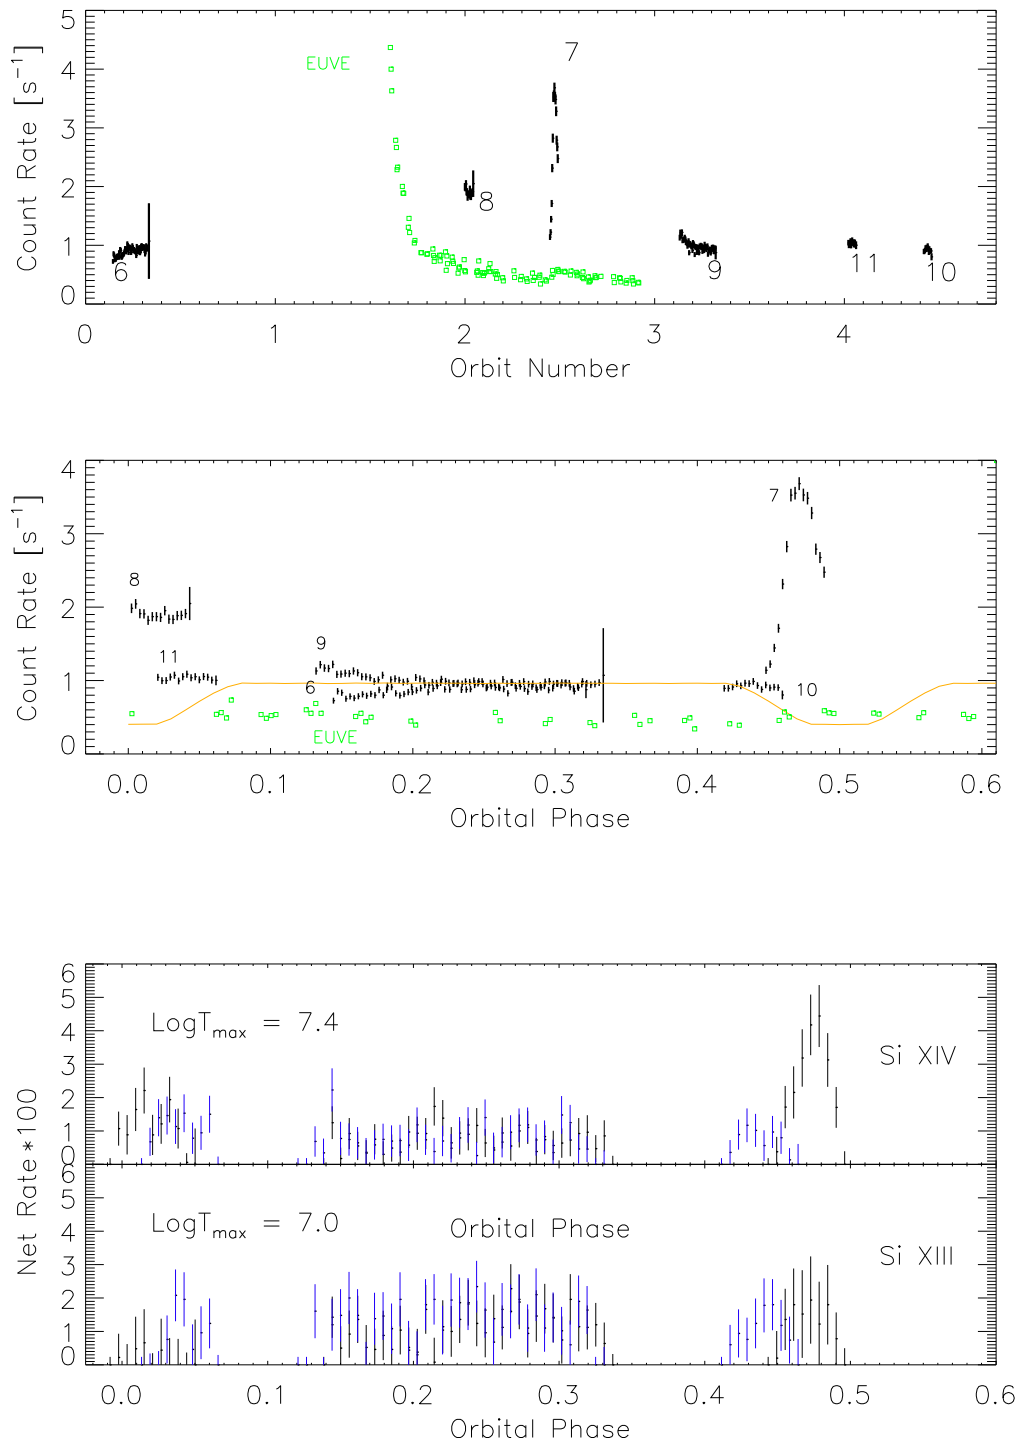 5
4
3
2
1
0
Count Rate [s⁻¹]
EUVE
7
8
6
9
11
10
0 1 2 3 4
Orbit Number
4
3
2
1
0
Count Rate [s⁻¹]
7
8
9
11
6
10
EUVE
0.0 0.1 0.2 0.3 0.4 0.5 0.6
Orbital Phase
6
5
4
3
2
1
0
LogTmax = 7.4
Si XIV
Net Rate*100
6
5
4
3
2
1
0
LogTmax = 7.0
Orbital Phase
Si XIII
0.0 0.1 0.2 0.3 0.4 0.5 0.6
Orbital Phase